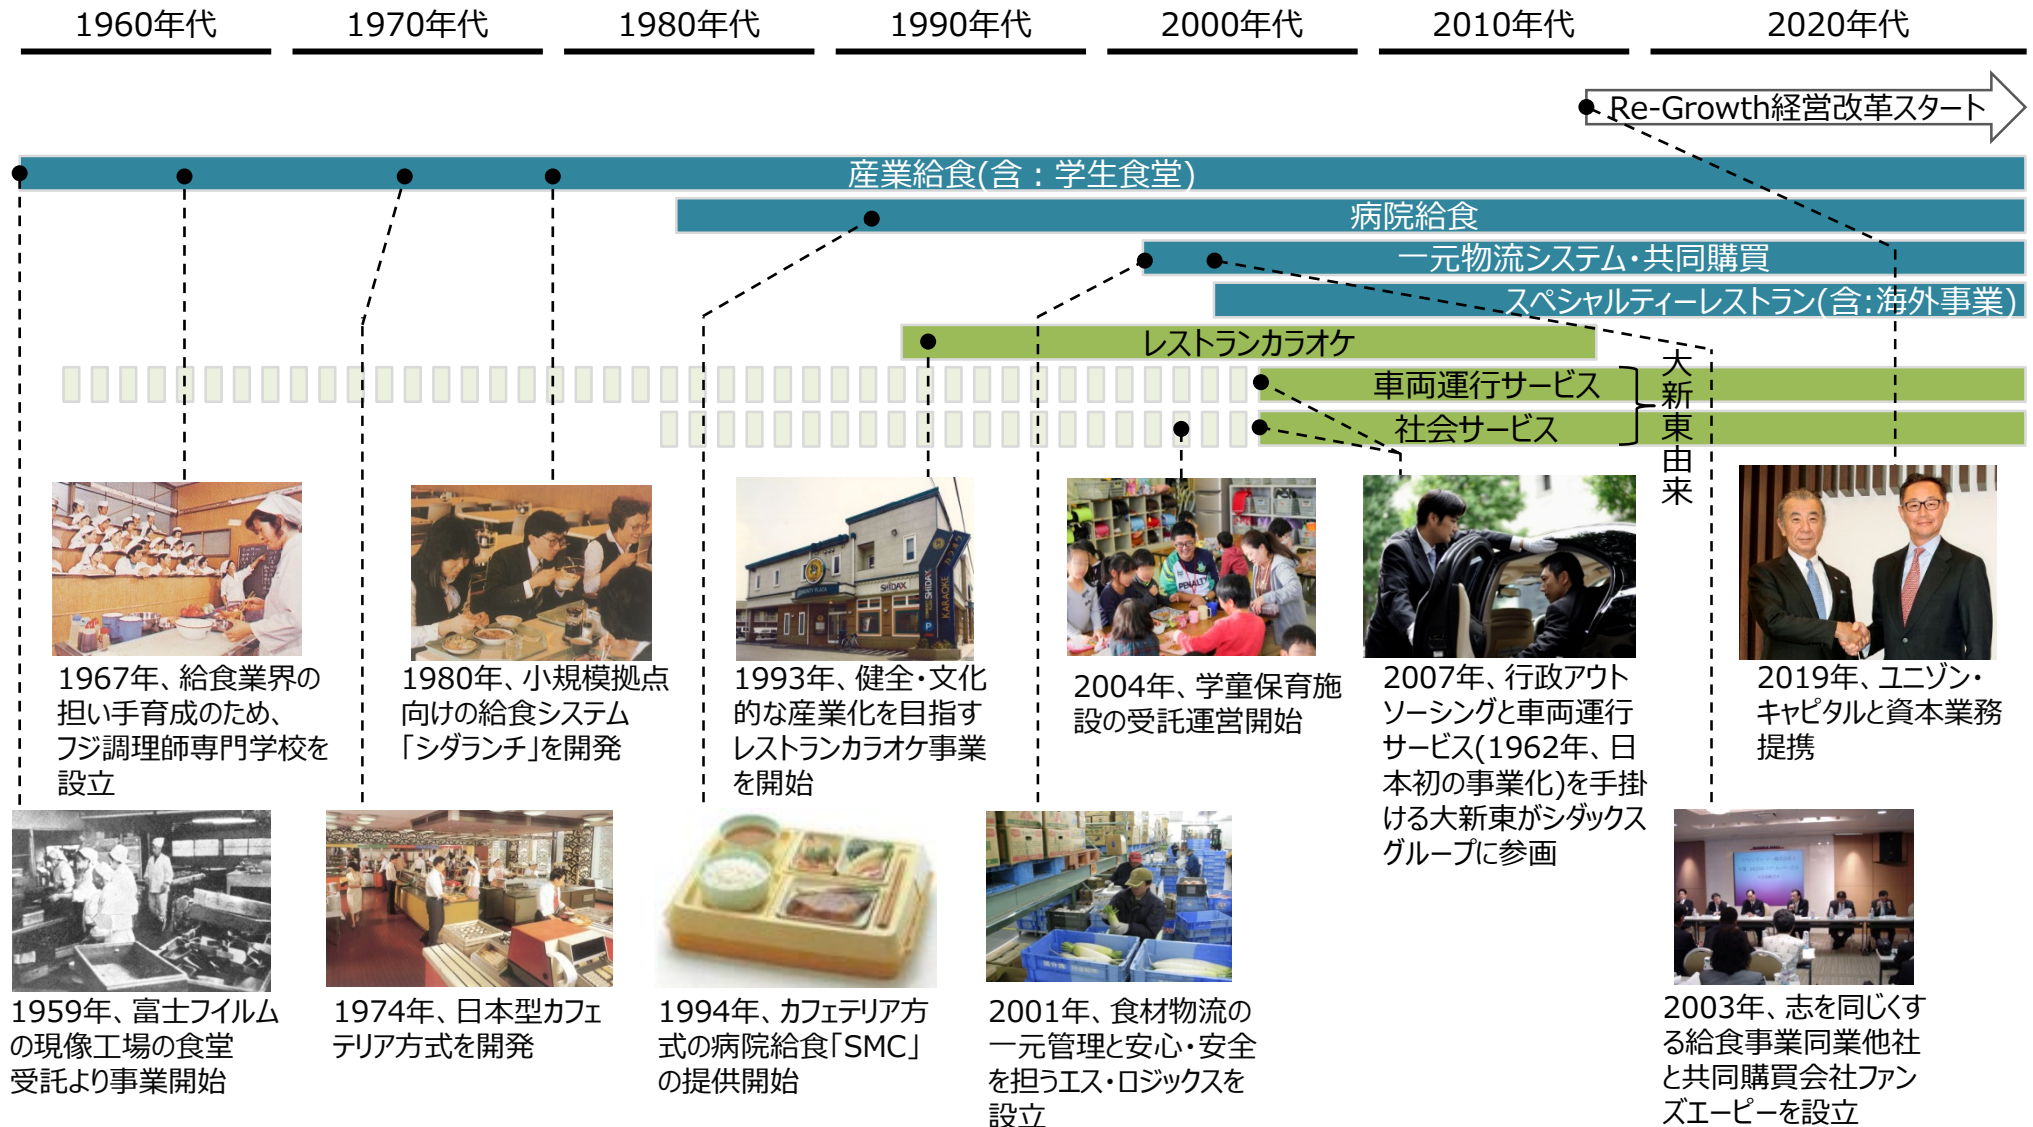 1960年代
1970年代
1980年代
1990年代
2000年代
2010年代
2020年代
Re-Growth経営改革スタート
産業給食(含：学生食堂)
病院給食
一元物流システム・共同購買
スペシャルティーレストラン(含:海外事業)
レストランカラオケ
車両運行サービス
社会サービス
大新東由来
COMMUNITY PLAZA
SHIDAX
SHIDAX
KARAOKE
カラオケ
P
PENALTY
1967年、給食業界の
担い手育成のため、
フジ調理師専門学校を
設立
1980年、小規模拠点
向けの給食システム
「シダランチ」を開発
1993年、健全・文化
的な産業化を目指す
レストランカラオケ事業
を開始
2004年、学童保育施
設の受託運営開始
2007年、行政アウト
ソーシングと車両運行
サービス(1962年、日
本初の事業化)を手掛
ける大新東がシダックス
グループに参画
2019年、ユニゾン・
キャピタルと資本業務
提携
1959年、富士フイルム
の現像工場の食堂
受託より事業開始
1974年、日本型カフェ
テリア方式を開発
1994年、カフェテリア方
式の病院給食「SMC」
の提供開始
2001年、食材物流の
一元管理と安心・安全
を担うエス・ロジックスを
設立
2003年、志を同じくす
る給食事業同業他社
と共同購買会社ファン
ズエーピーを設立